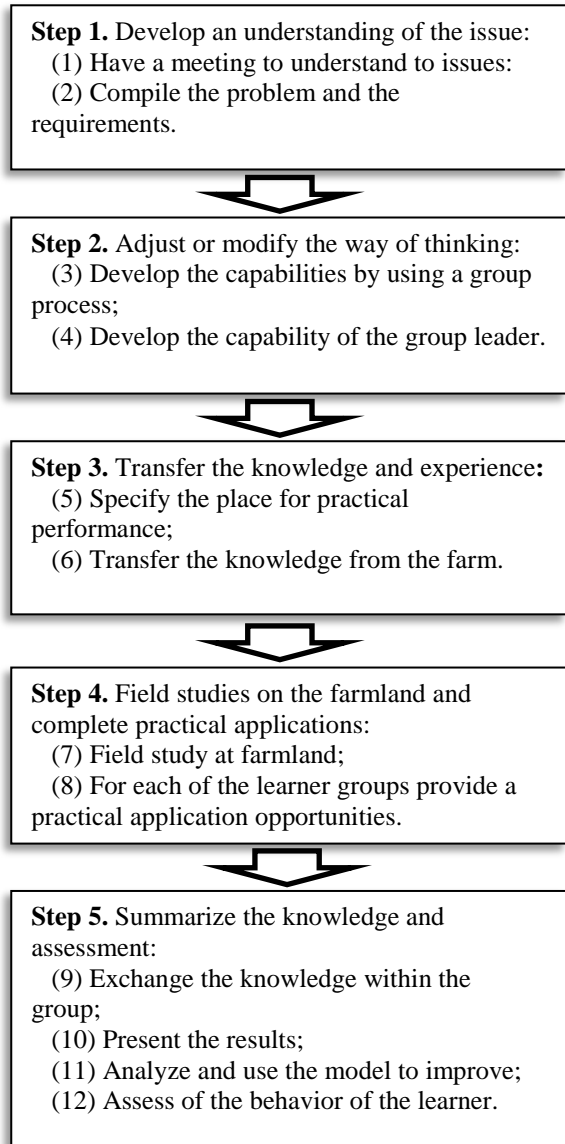 Step 1. Develop an understanding of the issue:
(1) Have a meeting to understand to issues:
(2) Compile the problem and the
requirements.
Step 2. Adjust or modify the way of thinking:
(3) Develop the capabilities by using a group
process;
(4) Develop the capability of the group leader.
Step 3. Transfer the knowledge and experience:
(5) Specify the place for practical
performance;
(6) Transfer the knowledge from the farm.
Step 4. Field studies on the farmland and
complete practical applications:
(7) Field study at farmland;
(8) For each of the learner groups provide a
practical application opportunities.
Step 5. Summarize the knowledge and
assessment:
(9) Exchange the knowledge within the
group;
(10) Present the results;
(11) Analyze and use the model to improve;
(12) Assess of the behavior of the learner.